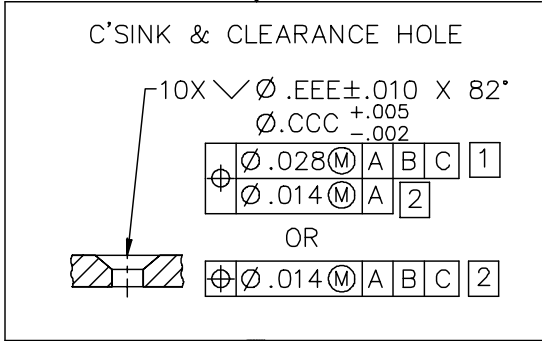 C'SINK & CLEARANCE HOLE
10X ⌵ Ø .EEE±.010 X 82°
Ø.CCC +.005 -.002
⌖ Ø.028Ⓜ A B C 1
Ø.014Ⓜ A 2
OR
⌖ Ø.014Ⓜ A B C 2